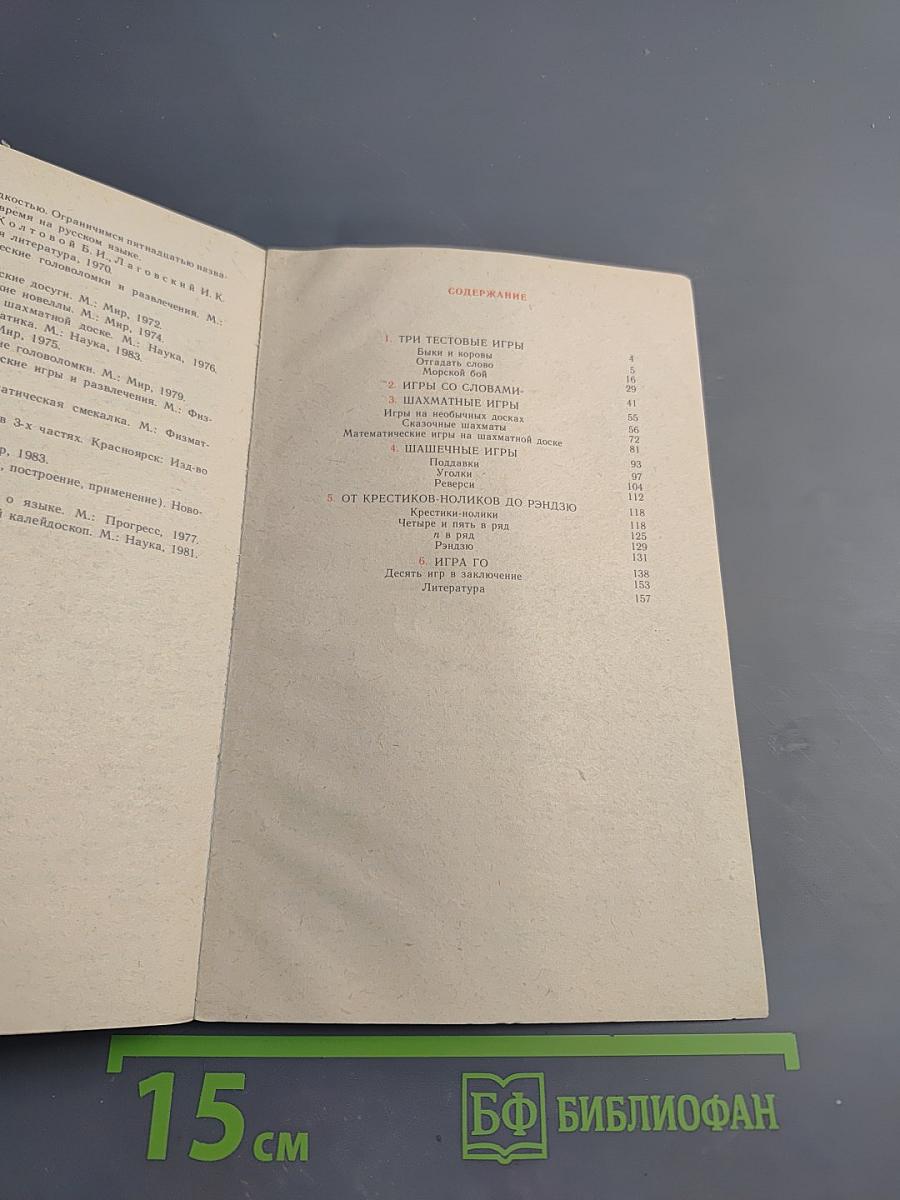 дкостью. Ограничимся пятнадцатью назва-
время на русском языке.
Колтовой Б. И., Лаговский И. К.
я литература, 1970.
еские головоломки и развлечения. М.:
ские досуги. М.: Мир, 1972.
кие новеллы. М.: Мир, 1974.
шахматной доске. М.: Наука, 1976.
атика. М.: Наука, 1983.
Мир, 1975.
ие головоломки. М.: Мир, 1979.
еские игры и развлечения. М.: Физ-
атическая смекалка. М.: Физмат-
в 3-х частях. Красноярск: Изд-во
р, 1983.
, построение, применение). Ново-
о языке. М.: Прогресс, 1977.
й калейдоскоп. М.: Наука, 1981.
СОДЕРЖАНИЕ
1. ТРИ ТЕСТОВЫЕ ИГРЫ 4
Быки и коровы 5
Отгадать слово 16
Морской бой 29
2. ИГРЫ СО СЛОВАМИ 41
3. ШАХМАТНЫЕ ИГРЫ 55
Игры на необычных досках 56
Сказочные шахматы 72
Математические игры на шахматной доске 81
4. ШАШЕЧНЫЕ ИГРЫ 93
Поддавки 97
Уголки 104
Реверси 112
5. ОТ КРЕСТИКОВ-НОЛИКОВ ДО РЭНДЗЮ 118
Крестики-нолики 118
Четыре и пять в ряд 125
n в ряд 129
Рэндзю 131
6. ИГРА ГО 138
Десять игр в заключение 153
Литература 157
15 см
БФ БИБЛИОФАН